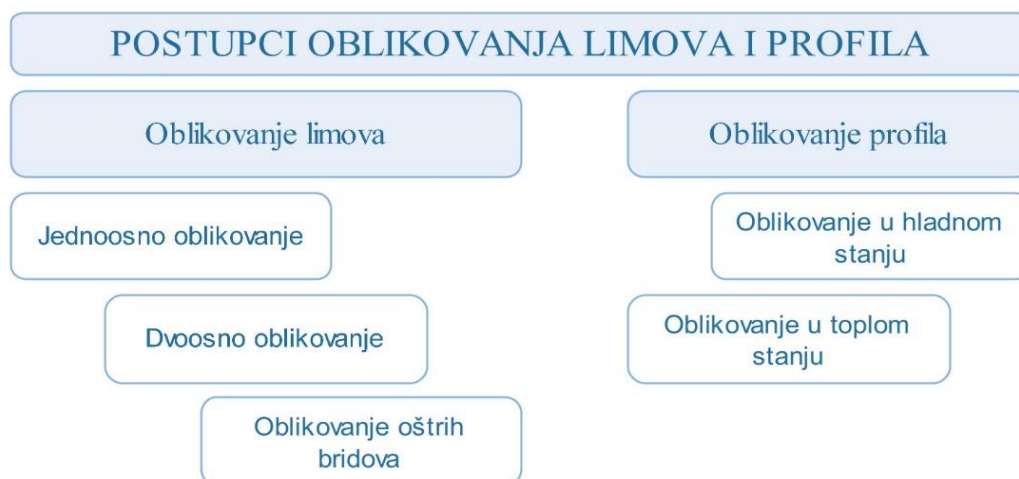 POSTUPCI OBLIKOVANJA LIMOVA I PROFILA
Oblikovanje limova
Oblikovanje profila
Jednoosno oblikovanje
Dvoosno oblikovanje
Oblikovanje oštrih
bridova
Oblikovanje u hladnom
stanju
Oblikovanje u toplom
stanju